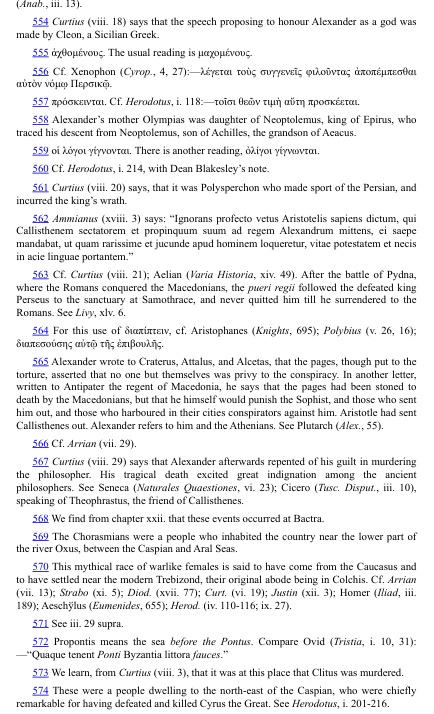 (Anab., iii. 13).
554 Curtius (viii. 18) says that the speech proposing to honour Alexander as a god was
made by Cleon, a Sicilian Greek.
555 ἀχθομένους. The usual reading is μαχομένους.
556 Cf. Xenophon (Cyrop., 4, 27):—λέγεται τοὺς συγγενεῖς φιλοῦντας ἀποπέμπεσθαι
αὐτὸν νόμῳ Περσικῷ.
557 πρόσκεινται. Cf. Herodotus, i. 118:—τοῖσι θεῶν τιμὴ αὕτη προσκέεται.
558 Alexander's mother Olympias was daughter of Neoptolemus, king of Epirus, who
traced his descent from Neoptolemus, son of Achilles, the grandson of Aeacus.
559 οἱ λόγοι γίγνονται. There is another reading, ὀλίγοι γίγνωνται.
560 Cf. Herodotus, i. 214, with Dean Blakesley's note.
561 Curtius (viii. 20) says, that it was Polysperchon who made sport of the Persian, and
incurred the king's wrath.
562 Ammianus (xviii. 3) says: “Ignorans profecto vetus Aristotelis sapiens dictum, qui
Callisthenem sectatorem et propinquum suum ad regem Alexandrum mittens, ei saepe
mandabat, ut quam rarissime et jucunde apud hominem loqueretur, vitae potestatem et necis
in acie linguae portantem.”
563 Cf. Curtius (viii. 21); Aelian (Varia Historia, xiv. 49). After the battle of Pydna,
where the Romans conquered the Macedonians, the pueri regii followed the defeated king
Perseus to the sanctuary at Samothrace, and never quitted him till he surrendered to the
Romans. See Livy, xlv. 6.
564 For this use of διαπίπτειν, cf. Aristophanes (Knights, 695); Polybius (v. 26, 16);
διαπεσούσης αὐτῷ τῆς ἐπιβουλῆς.
565 Alexander wrote to Craterus, Attalus, and Alcetas, that the pages, though put to the
torture, asserted that no one but themselves was privy to the conspiracy. In another letter,
written to Antipater the regent of Macedonia, he says that the pages had been stoned to
death by the Macedonians, but that he himself would punish the Sophist, and those who sent
him out, and those who harboured in their cities conspirators against him. Aristotle had sent
Callisthenes out. Alexander refers to him and the Athenians. See Plutarch (Alex., 55).
566 Cf. Arrian (vii. 29).
567 Curtius (viii. 29) says that Alexander afterwards repented of his guilt in murdering
the philosopher. His tragical death excited great indignation among the ancient
philosophers. See Seneca (Naturales Quaestiones, vi. 23); Cicero (Tusc. Disput., iii. 10),
speaking of Theophrastus, the friend of Callisthenes.
568 We find from chapter xxii. that these events occurred at Bactra.
569 The Chorasmians were a people who inhabited the country near the lower part of
the river Oxus, between the Caspian and Aral Seas.
570 This mythical race of warlike females is said to have come from the Caucasus and
to have settled near the modern Trebizond, their original abode being in Colchis. Cf. Arrian
(vii. 13); Strabo (xi. 5); Diod. (xvii. 77); Curt. (vi. 19); Justin (xii. 3); Homer (Iliad, iii.
189); Aeschÿlus (Eumenides, 655); Herod. (iv. 110-116; ix. 27).
571 See iii. 29 supra.
572 Propontis means the sea before the Pontus. Compare Ovid (Tristia, i. 10, 31):
—“Quaque tenent Ponti Byzantia littora fauces.”
573 We learn, from Curtius (viii. 3), that it was at this place that Clitus was murdered.
574 These were a people dwelling to the north-east of the Caspian, who were chiefly
remarkable for having defeated and killed Cyrus the Great. See Herodotus, i. 201-216.